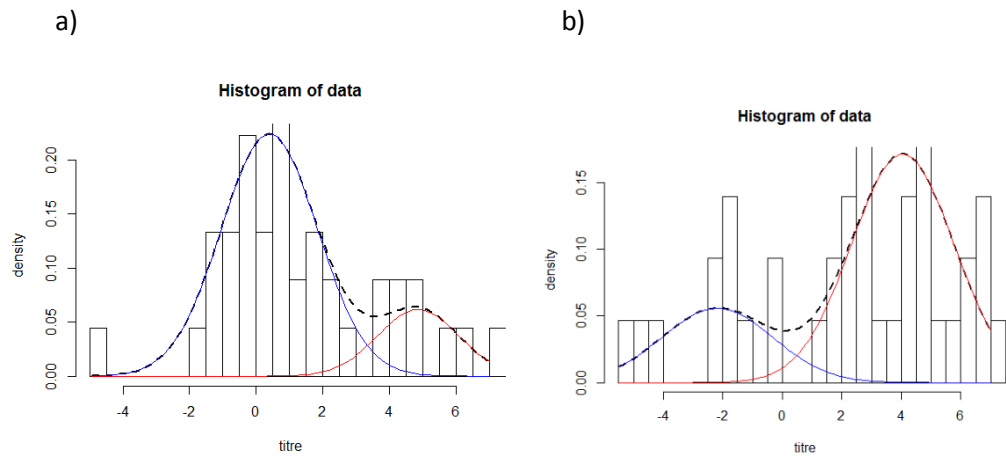 a)
Histogram of data
density
0.00 0.05 0.10 0.15 0.20
-4 -2 0 2 4 6
titre
b)
Histogram of data
density
0.00 0.05 0.10 0.15
-4 -2 0 2 4 6
titre